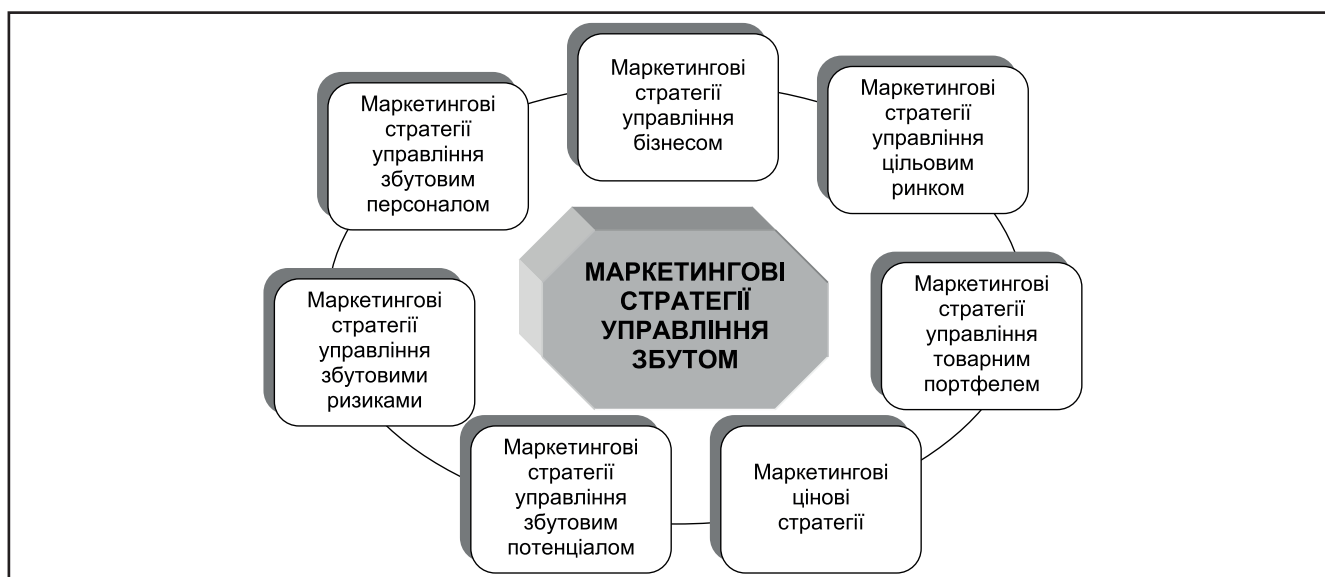 Маркетингові
стратегії
управління
бізнесом
Маркетингові
стратегії
управління
цільовим
ринком
Маркетингові
стратегії
управління
товарним
портфелем
Маркетингові
цінові
стратегії
Маркетингові
стратегії
управління
збутовим
потенціалом
Маркетингові
стратегії
управління
збутовими
ризиками
Маркетингові
стратегії
управління
збутовим
персоналом
МАРКЕТИНГОВІ
СТРАТЕГІЇ
УПРАВЛІННЯ
ЗБУТОМ